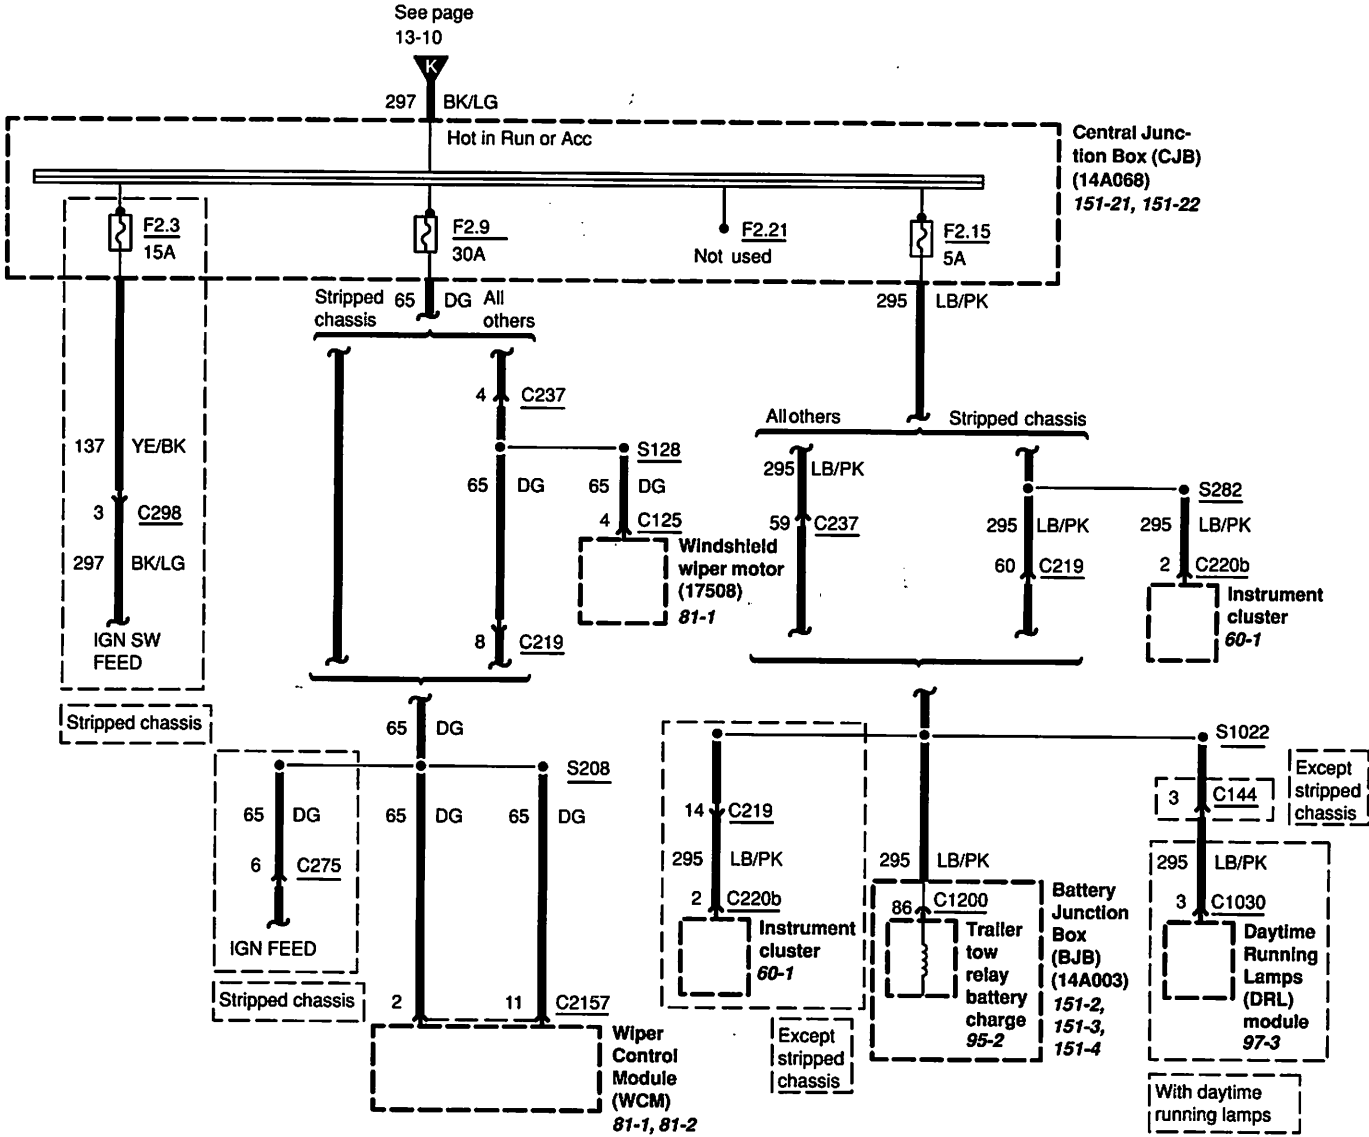 See page
13-10
K
297 BK/LG
Hot in Run or Acc
Central Junc-
tion Box (CJB)
(14A068)
151-21, 151-22
F2.3
15A
F2.9
30A
F2.21
Not used
F2.15
5A
Stripped
chassis
65 DG
All
others
295 LB/PK
4 C237
All others
Stripped chassis
137 YE/BK
S128
295 LB/PK
65 DG
65 DG
S282
3 C298
4 C125
59 C237
295 LB/PK
295 LB/PK
297 BK/LG
Windshield
wiper motor
(17508)
81-1
60 C219
2 C220b
Instrument
cluster
60-1
IGN SW
FEED
8 C219
Stripped chassis
65 DG
S208
S1022
Except
stripped
chassis
65 DG
65 DG
65 DG
14 C219
3 C144
6 C275
295 LB/PK
295 LB/PK
295 LB/PK
2 C220b
86 C1200
3 C1030
IGN FEED
Instrument
cluster
60-1
Trailer
tow
relay
battery
charge
95-2
Battery
Junction
Box
(BJB)
(14A003)
151-2,
151-3,
151-4
Daytime
Running
Lamps
(DRL)
module
97-3
Stripped chassis
2
11 C2157
Wiper
Control
Module
(WCM)
81-1, 81-2
Except
stripped
chassis
With daytime
running lamps